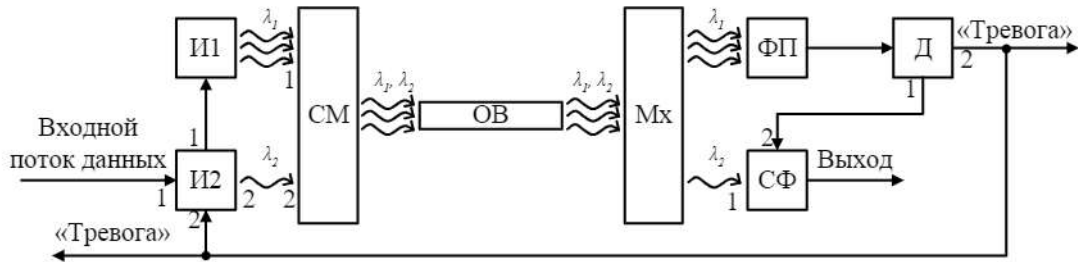 λ1
λ1
«Тревога»
И1
ФП
Д
2
1
1
λ1, λ2
λ1, λ2
СМ
ОВ
Мх
Входной
поток данных
1
2
λ2
λ2
Выход
И2
СФ
1
2
2
2
1
«Тревога»